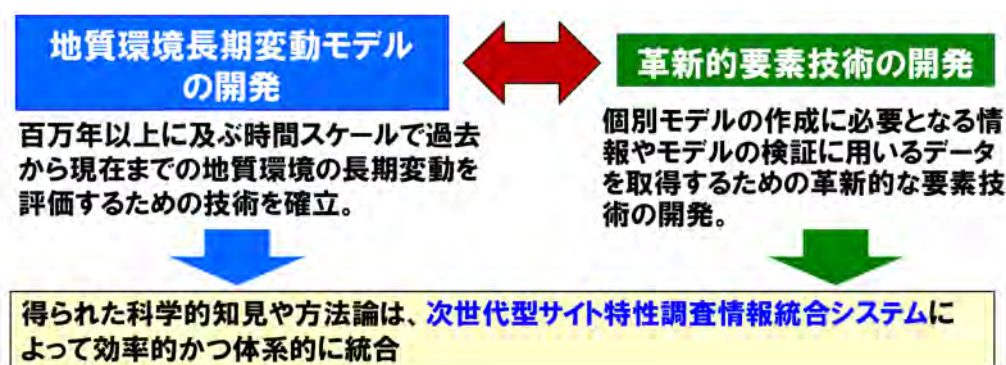 地質環境長期変動モデル
の開発
百万年以上に及ぶ時間スケールで過去
から現在までの地質環境の長期変動を
評価するための技術を確立。
革新的要素技術の開発
個別モデルの作成に必要となる情
報やモデルの検証に用いるデータ
を取得するための革新的な要素技
術の開発。
得られた科学的知見や方法論は、次世代型サイト特性調査情報統合システムに
よって効率的かつ体系的に統合